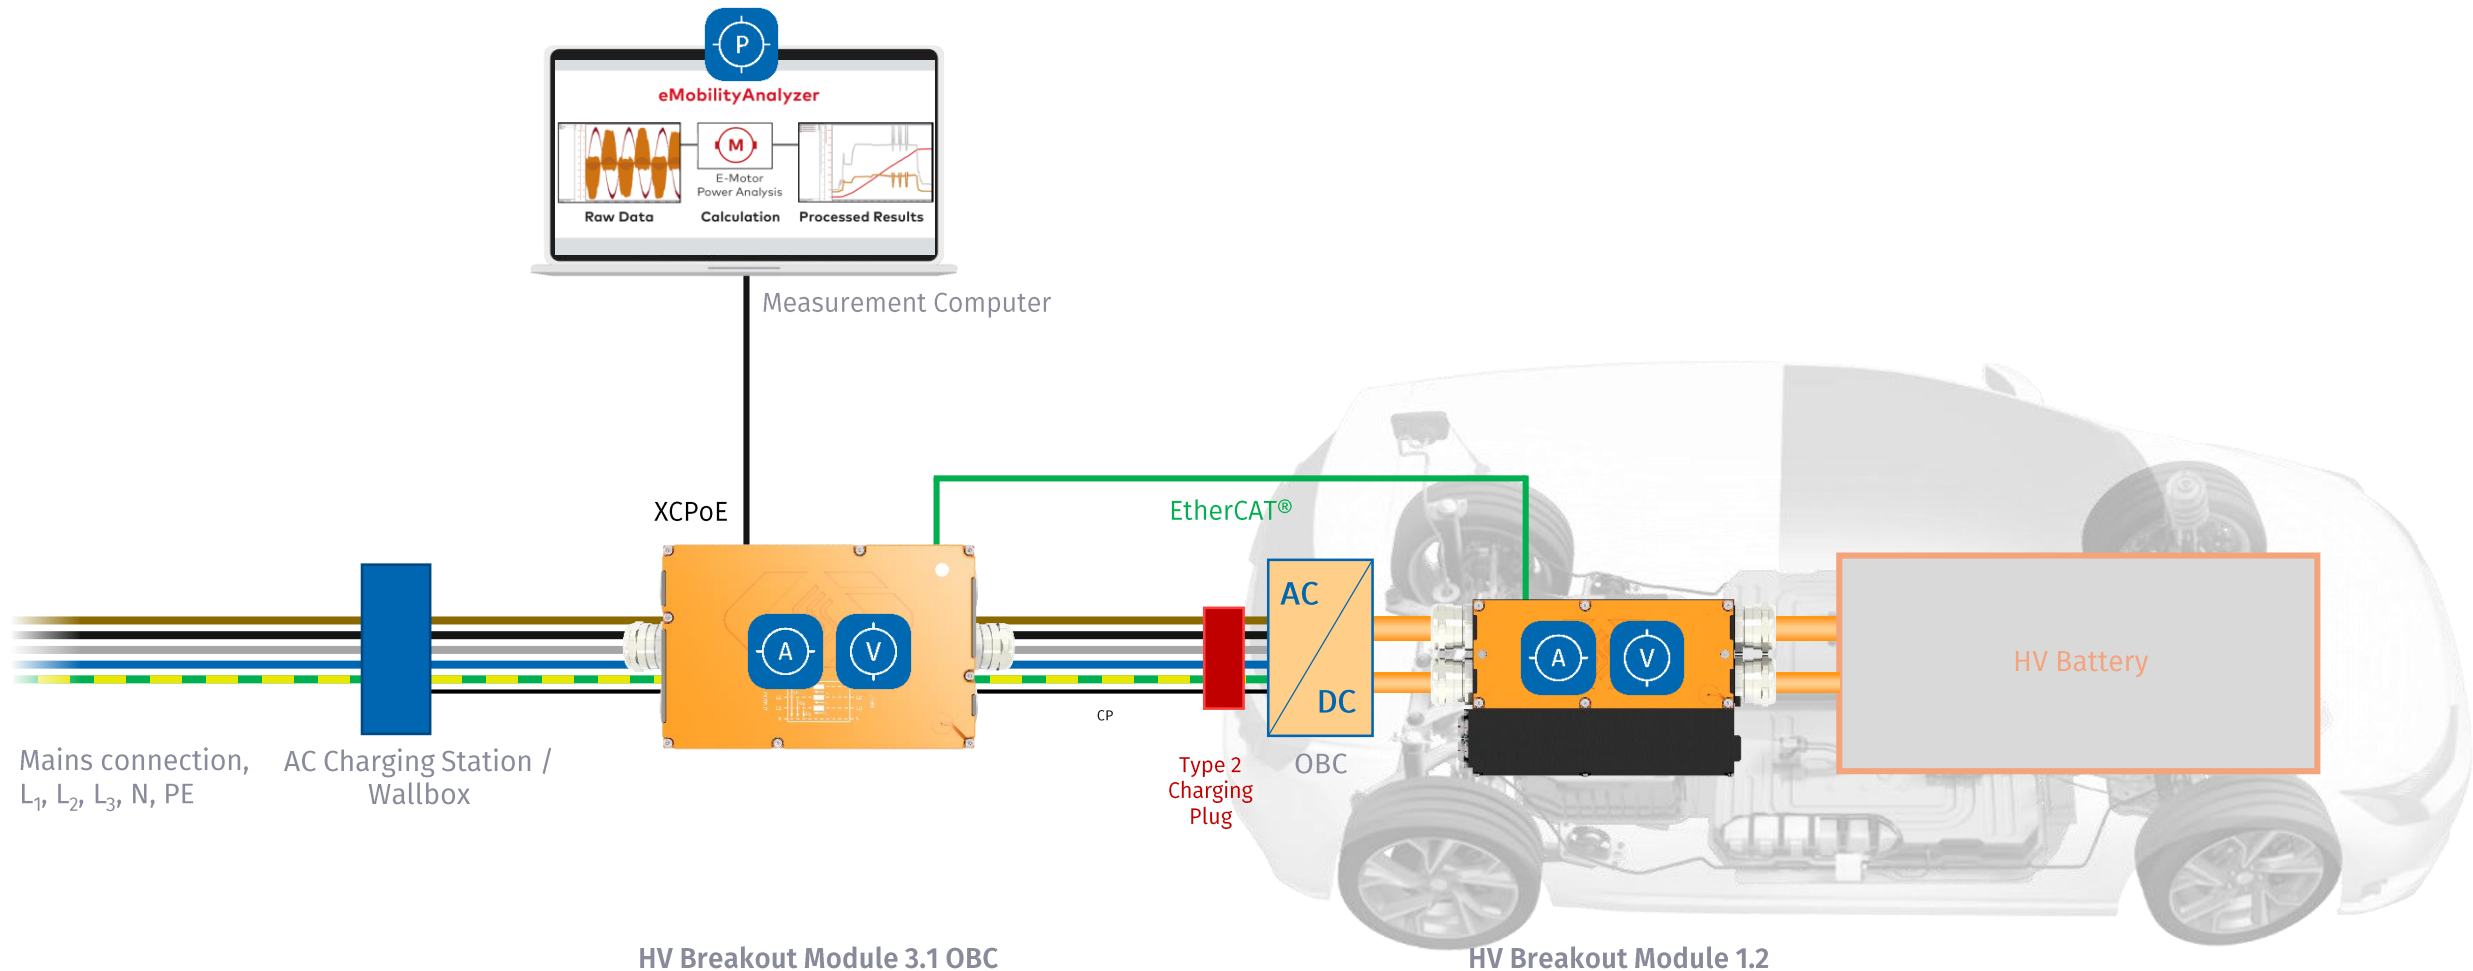 P
eMobilityAnalyzer
M
E-Motor
Power Analysis
Raw Data
Calculation
Processed Results
Measurement Computer
XCPoE
EtherCAT®
A
V
AC
DC
A
V
HV Battery
CP
Mains connection,
L1, L2, L3, N, PE
AC Charging Station /
Wallbox
Type 2
Charging
Plug
OBC
HV Breakout Module 3.1 OBC
HV Breakout Module 1.2